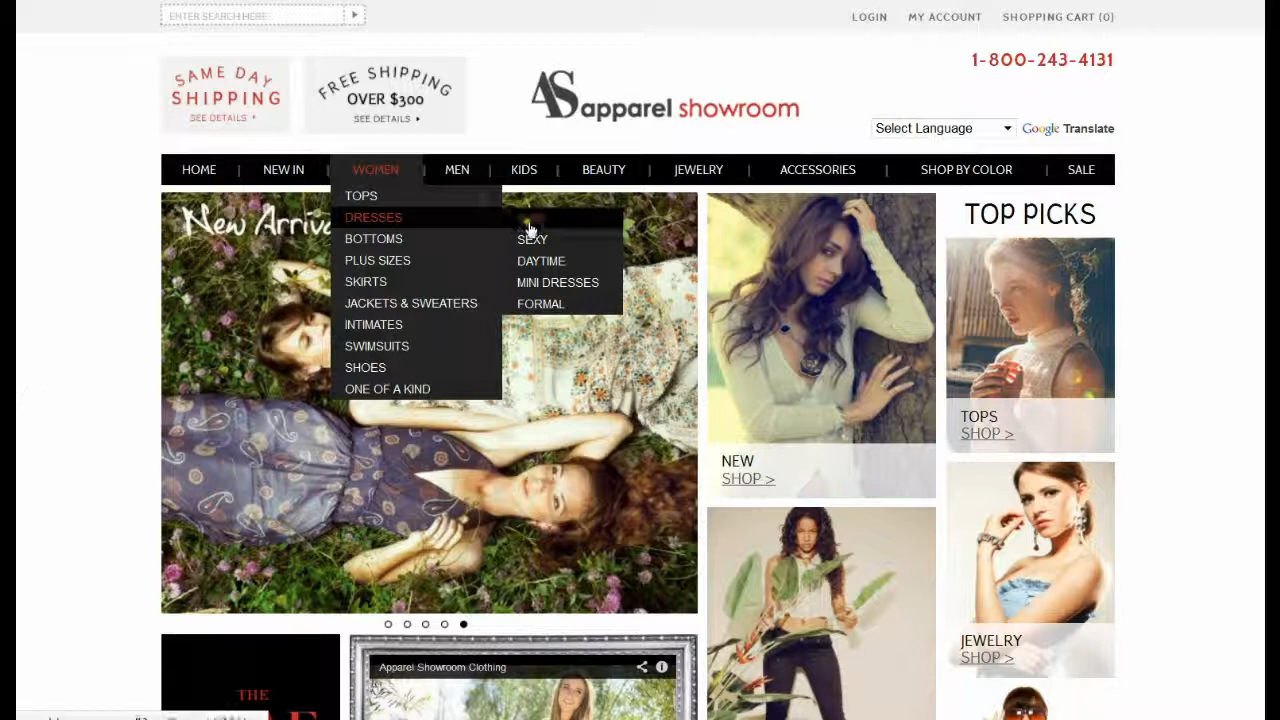 ENTER SEARCH HERE
LOGIN
MY ACCOUNT
SHOPPING CART (0)
SAME DAY
SHIPPING
SEE DETAILS
FREE SHIPPING
OVER $300
SEE DETAILS
AS apparel showroom
1-800-243-4131
Select Language
Google Translate
HOME | NEW IN | WOMEN | MEN | KIDS | BEAUTY | JEWELRY | ACCESSORIES | SHOP BY COLOR | SALE
New Arriva
TOPS
DRESSES
BOTTOMS
PLUS SIZES
SKIRTS
JACKETS & SWEATERS
INTIMATES
SWIMSUITS
SHOES
ONE OF A KIND
SEXY
DAYTIME
MINI DRESSES
FORMAL
NEW
SHOP >
TOP PICKS
TOPS
SHOP >
JEWELRY
SHOP >
THE
Apparel Showroom Clothing